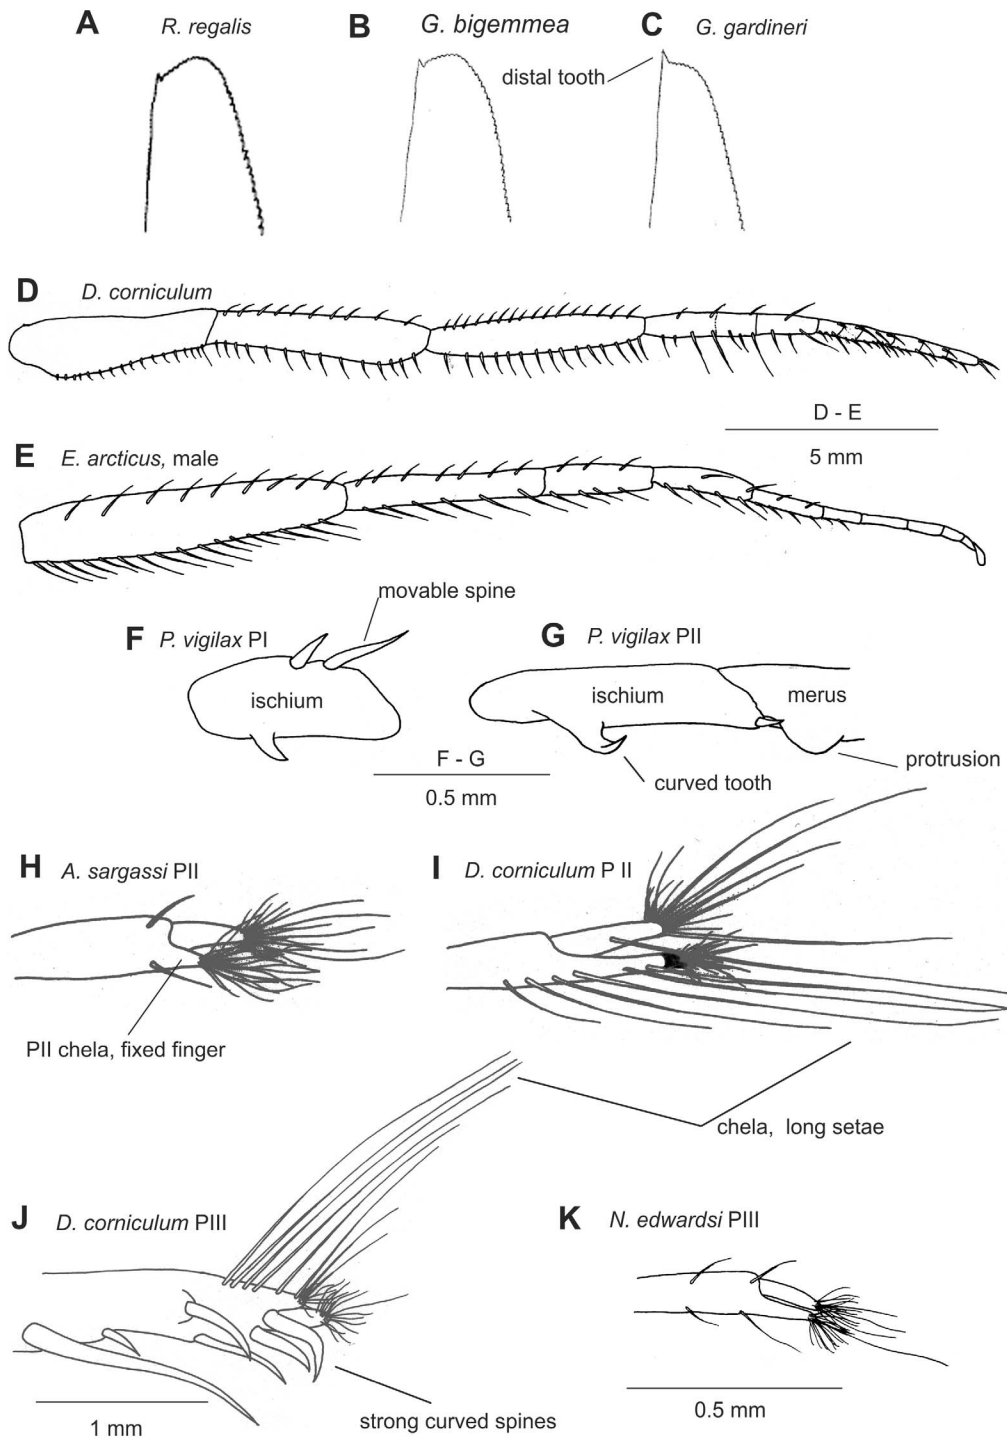 A R. regalis
B G. bigemmea
C G. gardineri
distal tooth
D D. corniculum
D - E
5 mm
E E. arcticus, male
movable spine
F P. vigilax PI
G P. vigilax PII
ischium
ischium
merus
F - G
0.5 mm
curved tooth
protrusion
H A. sargassi PII
I D. corniculum P II
PII chela, fixed finger
chela, long setae
J D. corniculum PIII
K N. edwardsi PIII
1 mm
strong curved spines
0.5 mm